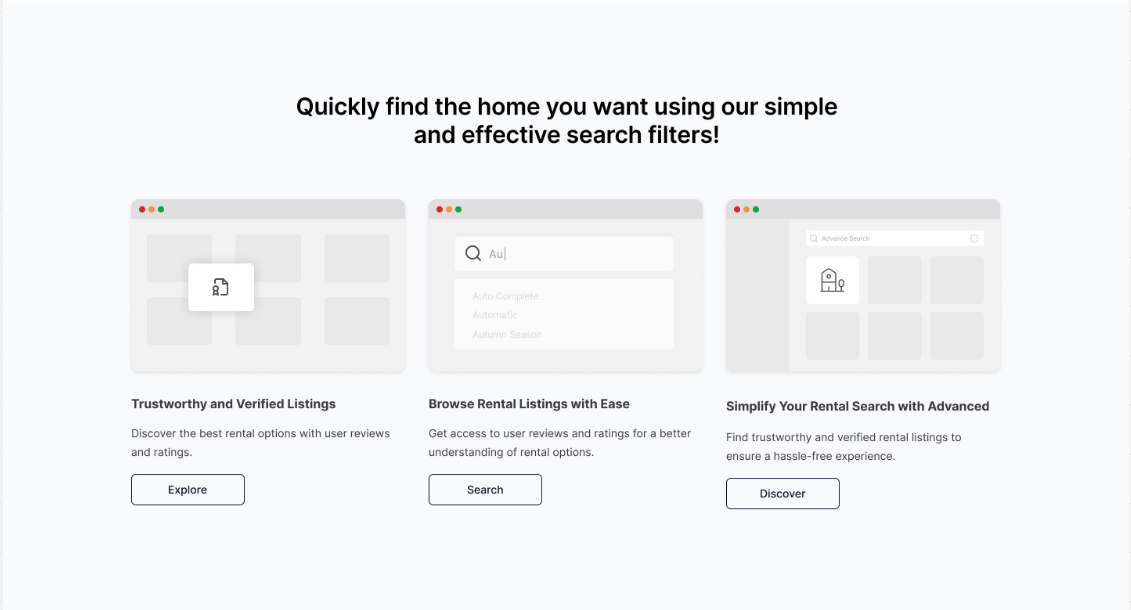 Quickly find the home you want using our simple
and effective search filters!
Au
Auto Complete
Automatic
Autumn Season
Advance Search
Trustworthy and Verified Listings
Discover the best rental options with user reviews
and ratings.
Explore
Browse Rental Listings with Ease
Get access to user reviews and ratings for a better
understanding of rental options.
Search
Simplify Your Rental Search with Advanced
Find trustworthy and verified rental listings to
ensure a hassle-free experience.
Discover